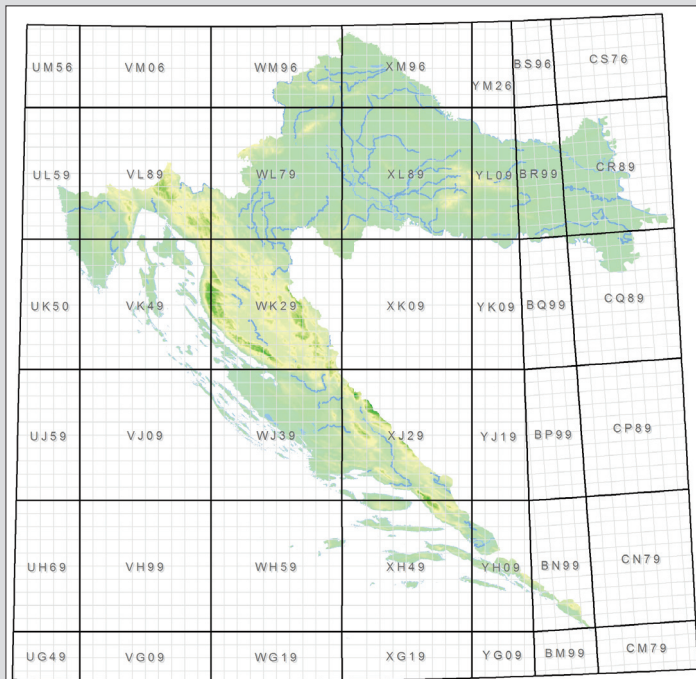 UM56 VM06 WM96 XM96 YM26 BS96 CS76
UL59 VL89 WL79 XL89 YL09 BR99 CR89
UK50 VK49 WK29 XK09 YK09 BQ99 CQ89
UJ59 VJ09 WJ39 XJ29 YJ19 BP99 CP89
UH69 VH99 WH59 XH49 YH09 BN99 CN79
UG49 VG09 WG19 XG19 YG09 BM99 CM79